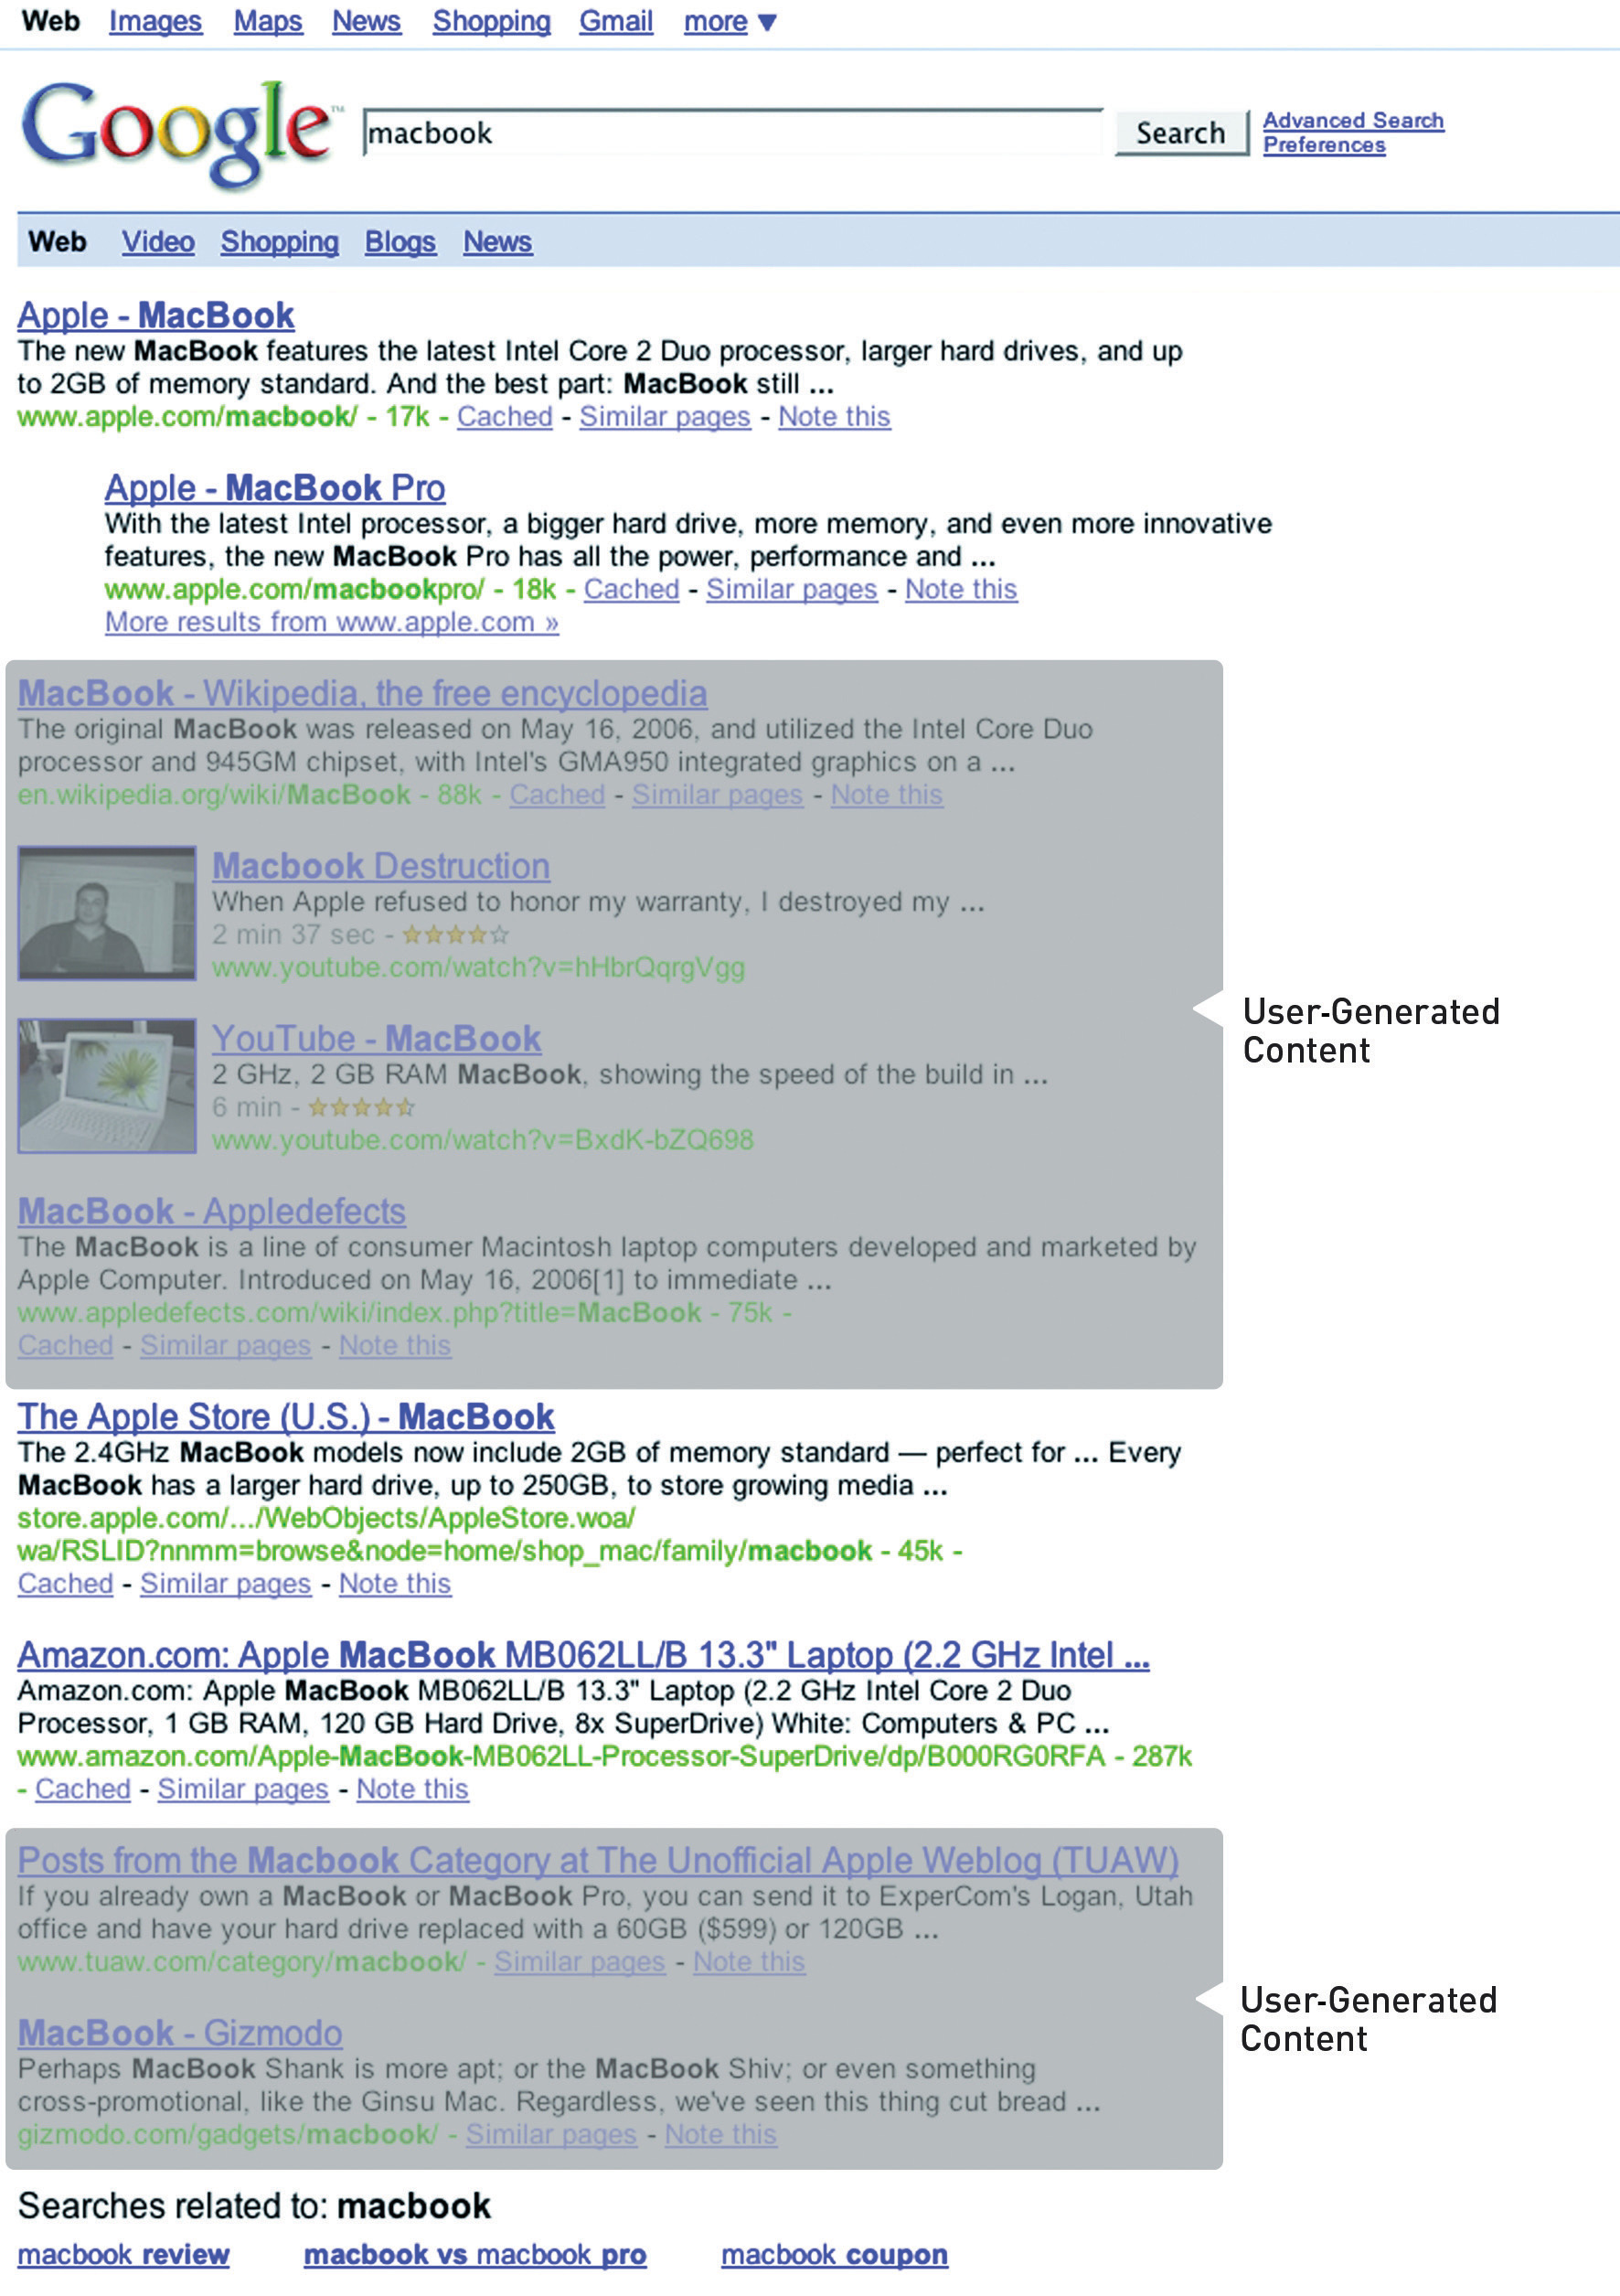 Web Images Maps News Shopping Gmail more ▼
Google™ macbook Search Advanced Search
Preferences
Web Video Shopping Blogs News
Apple - MacBook
The new MacBook features the latest Intel Core 2 Duo processor, larger hard drives, and up
to 2GB of memory standard. And the best part: MacBook still ...
www.apple.com/macbook/ - 17k - Cached - Similar pages - Note this
Apple - MacBook Pro
With the latest Intel processor, a bigger hard drive, more memory, and even more innovative
features, the new MacBook Pro has all the power, performance and ...
www.apple.com/macbookpro/ - 18k - Cached - Similar pages - Note this
More results from www.apple.com »
MacBook - Wikipedia, the free encyclopedia
The original MacBook was released on May 16, 2006, and utilized the Intel Core Duo
processor and 945GM chipset, with Intel's GMA950 integrated graphics on a ...
en.wikipedia.org/wiki/MacBook - 88k - Cached - Similar pages - Note this
Macbook Destruction
When Apple refused to honor my warranty, I destroyed my ...
2 min 37 sec -
www.youtube.com/watch?v=hHbrQqrgVgg
YouTube - MacBook
2 GHz, 2 GB RAM MacBook, showing the speed of the build in ...
6 min -
www.youtube.com/watch?v=BxdK-bZQ698
MacBook - Appledefects
The MacBook is a line of consumer Macintosh laptop computers developed and marketed by
Apple Computer. Introduced on May 16, 2006[1] to immediate ...
www.appledefects.com/wiki/index.php?title=MacBook - 75k -
Cached - Similar pages - Note this
User-Generated
Content
The Apple Store (U.S.) - MacBook
The 2.4GHz MacBook models now include 2GB of memory standard — perfect for ... Every
MacBook has a larger hard drive, up to 250GB, to store growing media ...
store.apple.com/.../WebObjects/AppleStore.woa/
wa/RSLID?nnmm=browse&node=home/shop_mac/family/macbook - 45k -
Cached - Similar pages - Note this
Amazon.com: Apple MacBook MB062LL/B 13.3" Laptop (2.2 GHz Intel ...
Amazon.com: Apple MacBook MB062LL/B 13.3" Laptop (2.2 GHz Intel Core 2 Duo
Processor, 1 GB RAM, 120 GB Hard Drive, 8x SuperDrive) White: Computers & PC ...
www.amazon.com/Apple-MacBook-MB062LL-Processor-SuperDrive/dp/B000RG0RFA - 287k
- Cached - Similar pages - Note this
Posts from the Macbook Category at The Unofficial Apple Weblog (TUAW)
If you already own a MacBook or MacBook Pro, you can send it to ExperCom's Logan, Utah
office and have your hard drive replaced with a 60GB ($599) or 120GB ...
www.tuaw.com/category/macbook/ - Similar pages - Note this
MacBook - Gizmodo
Perhaps MacBook Shank is more apt; or the MacBook Shiv; or even something
cross-promotional, like the Ginsu Mac. Regardless, we've seen this thing cut bread ...
gizmodo.com/gadgets/macbook/ - Similar pages - Note this
User-Generated
Content
Searches related to: macbook
macbook review macbook vs macbook pro macbook coupon